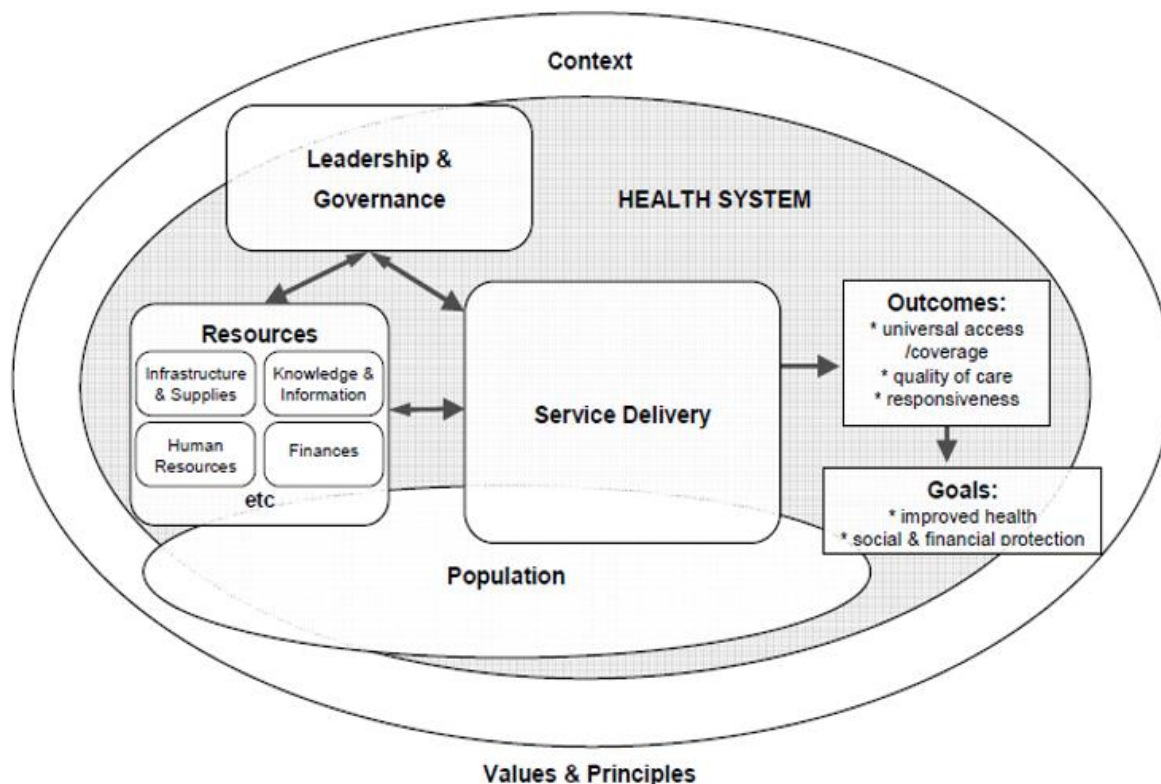 Context
Leadership &
Governance
HEALTH SYSTEM
Resources
Infrastructure
& Supplies
Knowledge &
Information
Human
Resources
Finances
etc
Service Delivery
Outcomes:
* universal access
/coverage
* quality of care
* responsiveness
Goals:
* improved health
* social & financial protection
Population
Values & Principles